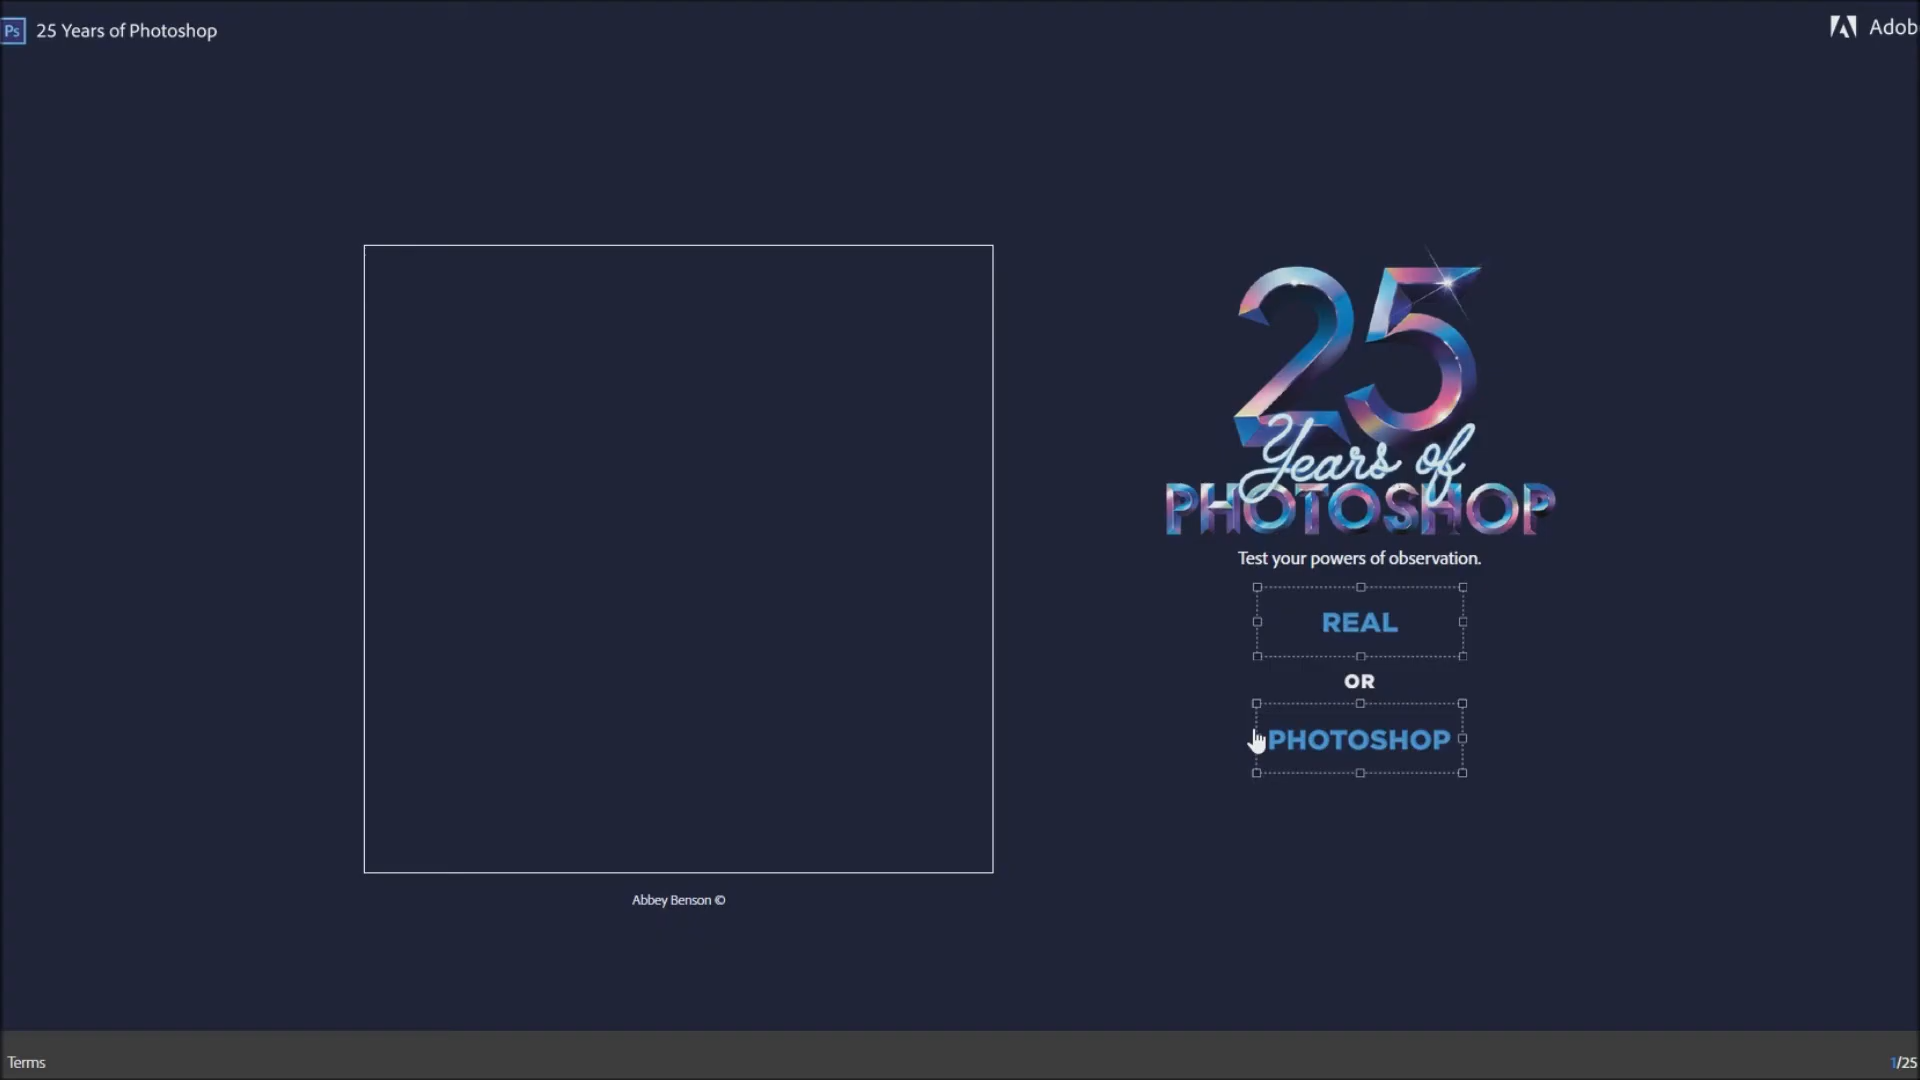 Ps 25 Years of Photoshop
Adob
25
Years of
PHOTOSHOP
Test your powers of observation.
REAL
OR
PHOTOSHOP
Abbey Benson ©
Terms
1/25